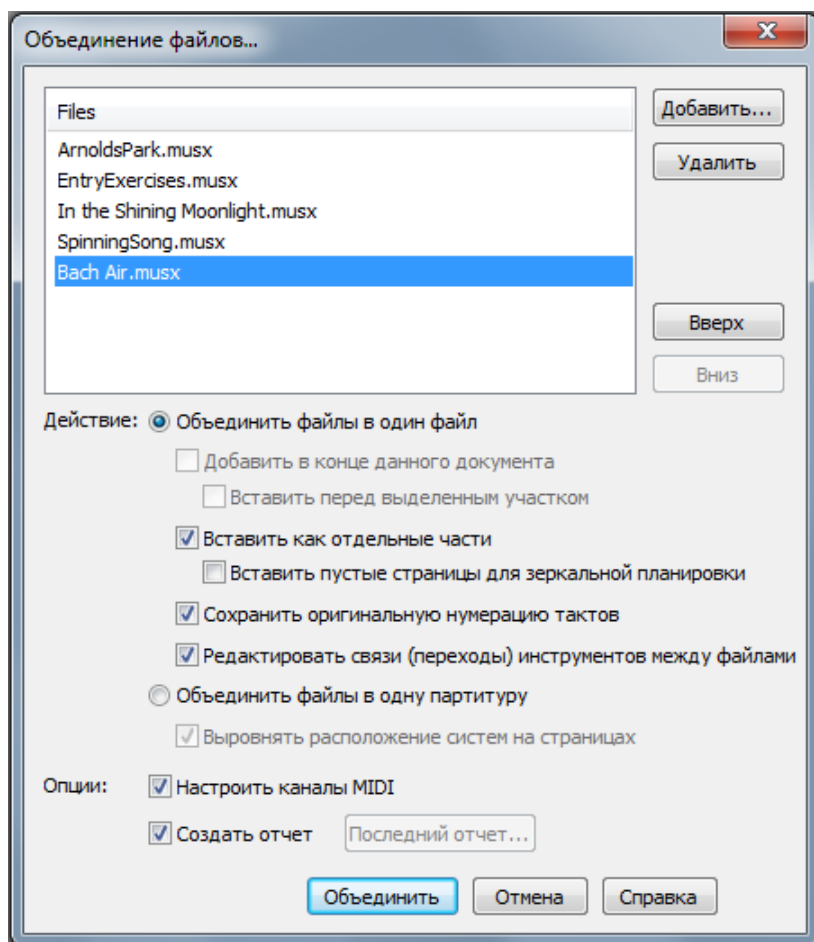 Объединение файлов...
Files
Добавить...
ArnoldsPark.musx
Удалить
EntryExercises.musx
In the Shining Moonlight.musx
SpinningSong.musx
Bach Air.musx
Вверх
Вниз
Действие: Объединить файлы в один файл
Добавить в конце данного документа
Вставить перед выделенным участком
Вставить как отдельные части
Вставить пустые страницы для зеркальной планировки
Сохранить оригинальную нумерацию тактов
Редактировать связи (переходы) инструментов между файлами
Объединить файлы в одну партитуру
Выровнять расположение систем на страницах
Опции: Настроить каналы MIDI
Создать отчет Последний отчет...
Объединить Отмена Справка